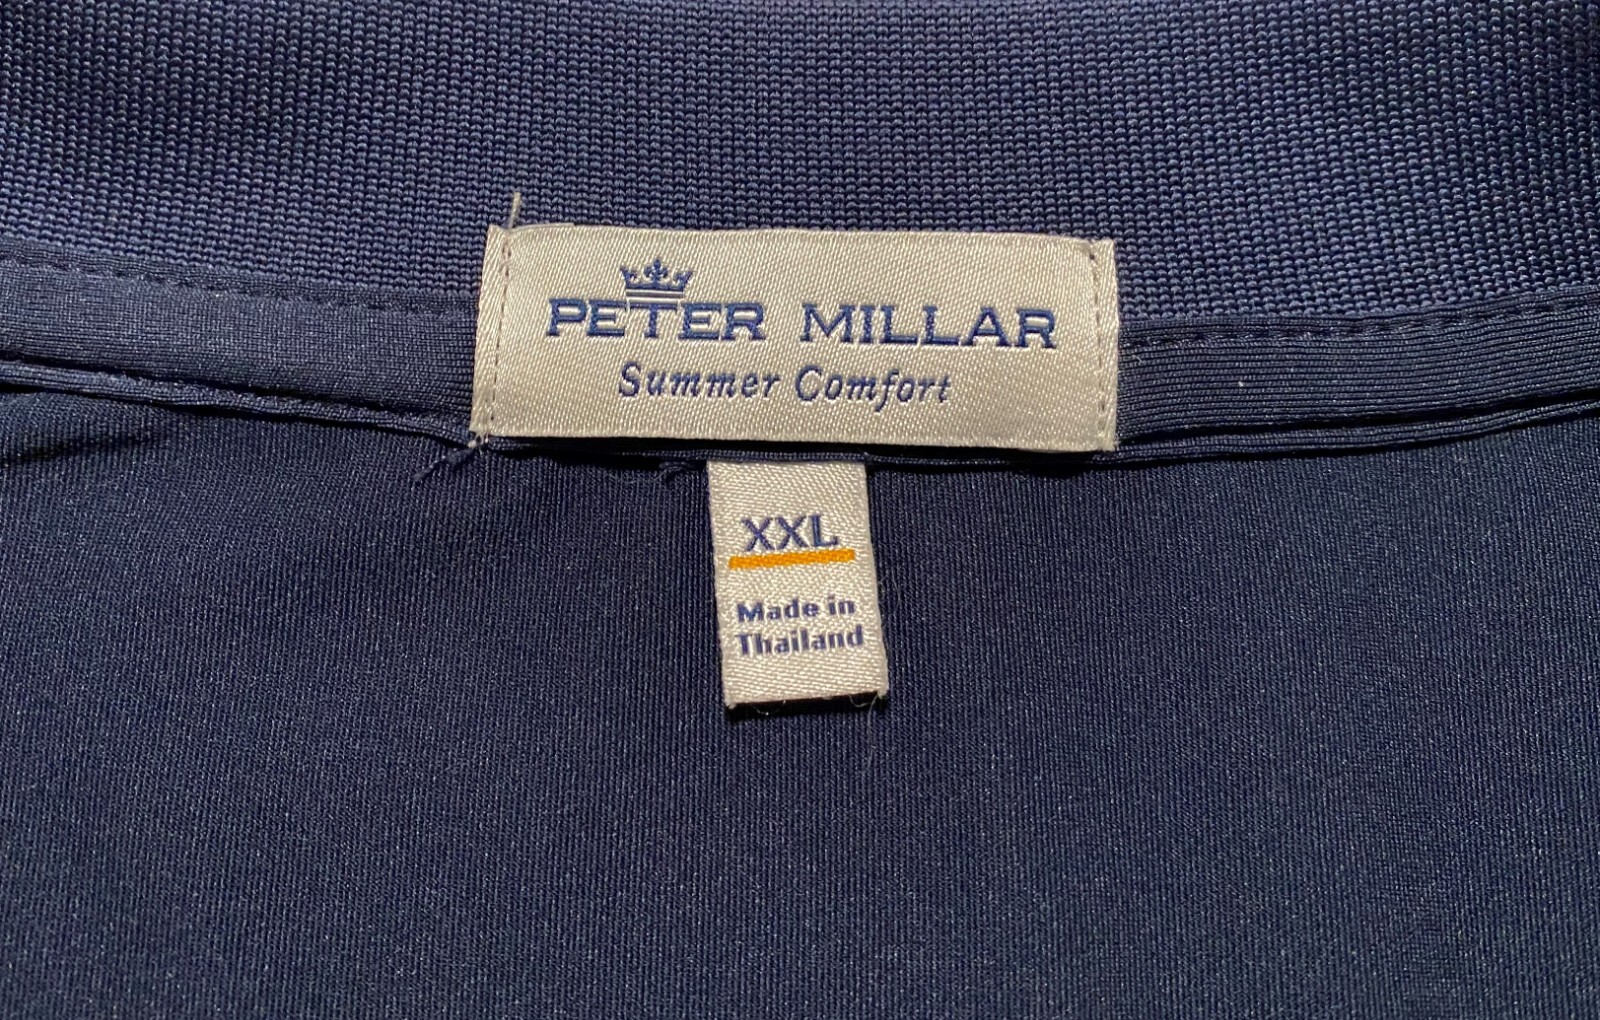 PETER MILLAR
Summer Comfort
XXL
Made in
Thailand